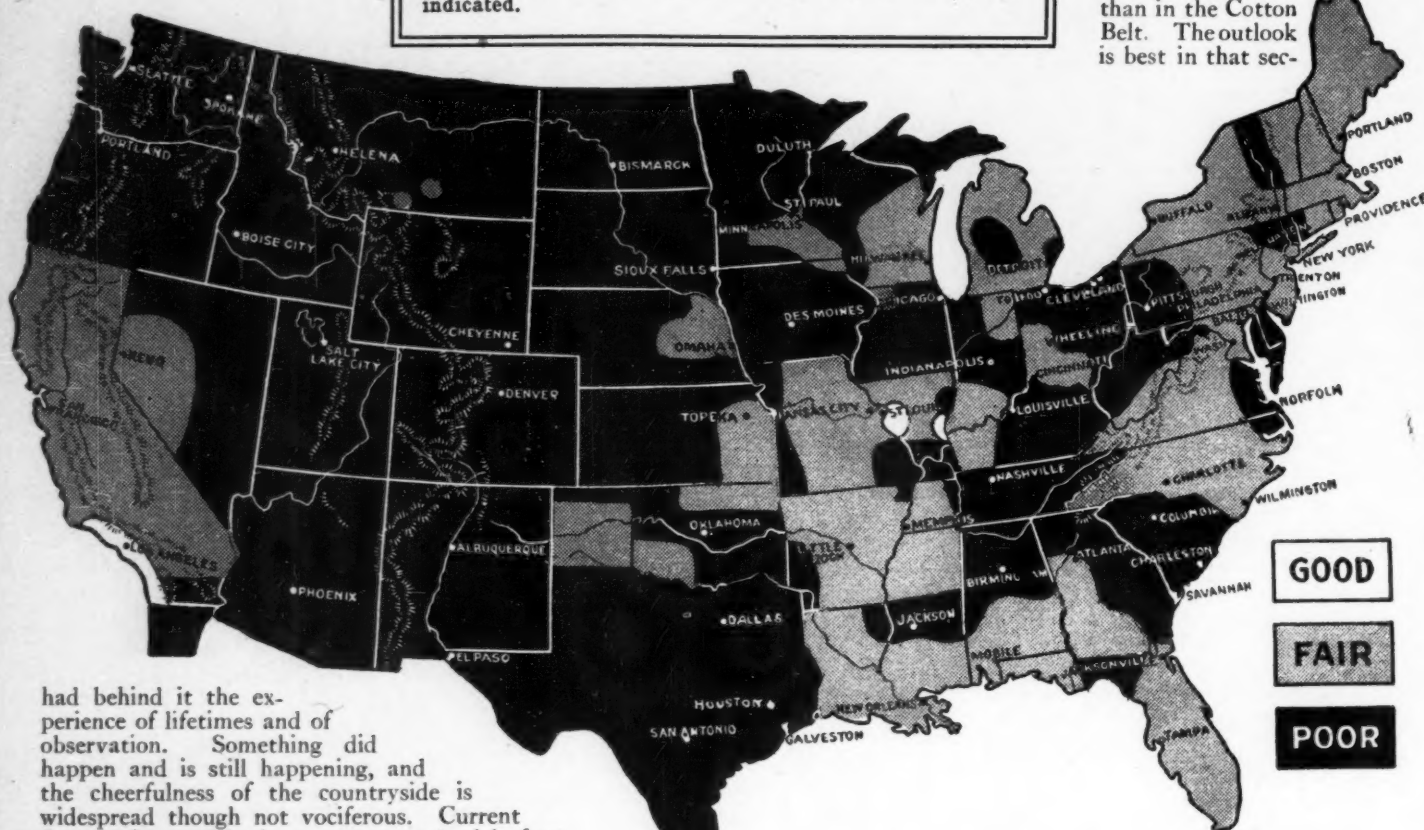 indicated.
than in the Cotton
Belt. The outlook
is best in that sec-
SEATTLE
SPOKANE
PORTLAND
HELENA
BISMARCK
DULUTH
ST. PAUL
MINNEAPOLIS
BOISE CITY
SIOUX FALLS
MILWAUKEE
DETROIT
BUFFALO
ALBANY
PORTLAND
BOSTON
PROVIDENCE
NEW YORK
TRENTON
PHILADELPHIA
WILMINGTON
PITTSBURGH
CLEVELAND
TOLEDO
CHICAGO
DES MOINES
OMAHA
CHEYENNE
SALT
LAKE CITY
RENO
SAN
FRANCISCO
DENVER
TOPEKA
KANSAS CITY
ST LOUIS
INDIANAPOLIS
CINCINNATI
WHEELING
LOUISVILLE
NORFOLK
NASHVILLE
CHARLOTTE
WILMINGTON
COLUMBIA
CHARLESTON
SAVANNAH
ATLANTA
BIRMINGHAM
MEMPHIS
LITTLE
ROCK
OKLAHOMA
ALBUQUERQUE
LOS ANGELES
PHOENIX
EL PASO
DALLAS
JACKSON
MOBILE
JACKSONVILLE
TAMPA
NEW ORLEANS
HOUSTON
SAN ANTONIO
GALVESTON
GOOD
FAIR
POOR
had behind it the ex-
perience of lifetimes and of
observation. Something did
happen and is still happening, and
the cheerfulness of the countryside is
widespread though not vociferous. Current